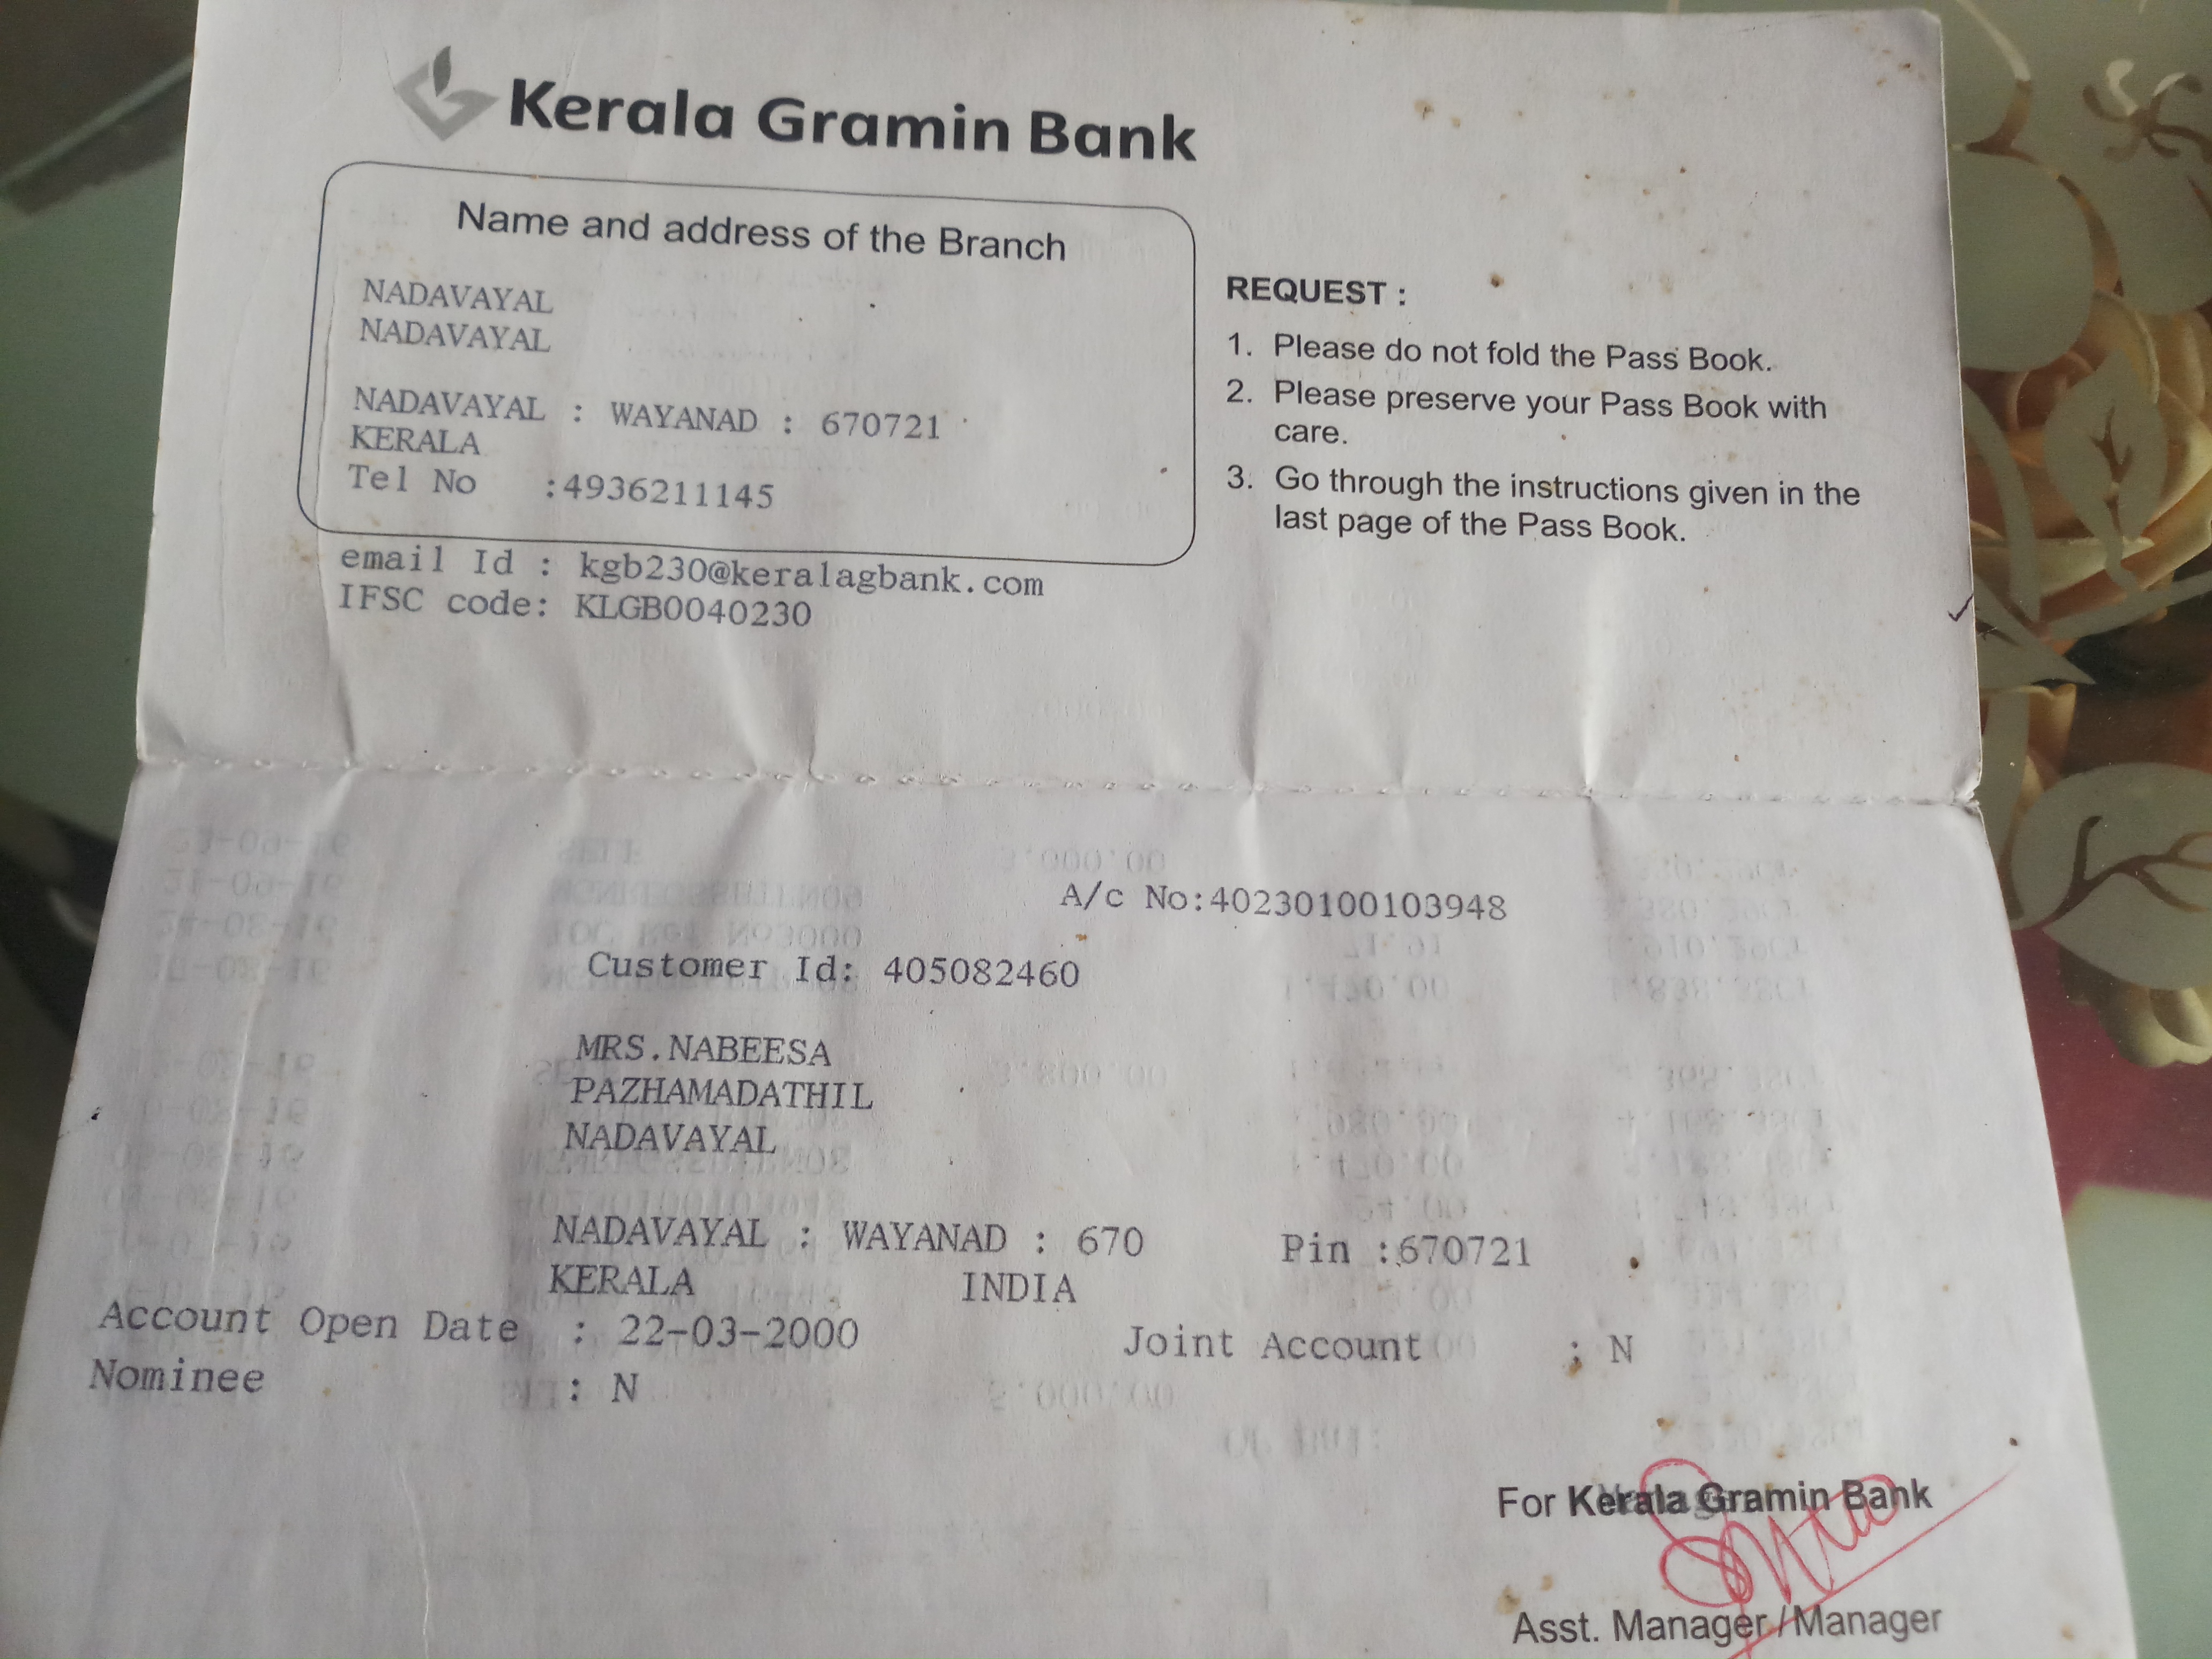 Kerala Gramin Bank
Name and address of the Branch
NADAVAYAL
NADAVAYAL
NADAVAYAL : WAYANAD : 670721
KERALA
Tel No :4936211145
email Id : kgb230@keralagbank.com
IFSC code: KLGB0040230
REQUEST :
1. Please do not fold the Pass Book.
2. Please preserve your Pass Book with
care.
3. Go through the instructions given in the
last page of the Pass Book.
A/c No:40230100103948
Customer Id: 405082460
MRS.NABEESA
PAZHAMADATHIL
NADAVAYAL
NADAVAYAL : WAYANAD : 670 Pin :670721
KERALA INDIA
Account Open Date : 22-03-2000 Joint Account : N
Nominee : N
For Kerala Gramin Bank
Asst. Manager/Manager